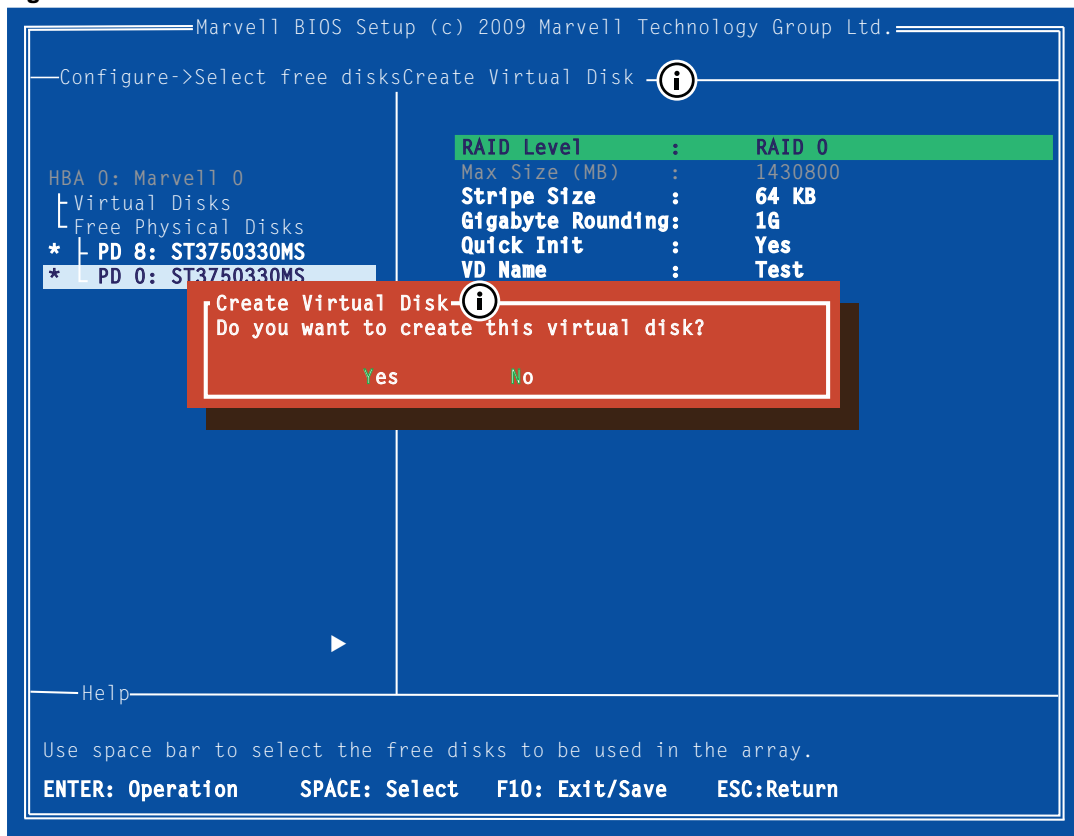 Marvell BIOS Setup (c) 2009 Marvell Technology Group Ltd.
Configure->Select free disksCreate Virtual Disk i
HBA 0: Marvell 0
Virtual Disks
Free Physical Disks
* PD 8: ST3750330MS
* PD 0: ST3750330MS
RAID Level : RAID 0
Max Size (MB) : 1430800
Stripe Size : 64 KB
Gigabyte Rounding: 1G
Quick Init : Yes
VD Name : Test
Create Virtual Disk i
Do you want to create this virtual disk?
Yes No
Help
Use space bar to select the free disks to be used in the array.
ENTER: Operation SPACE: Select F10: Exit/Save ESC:Return